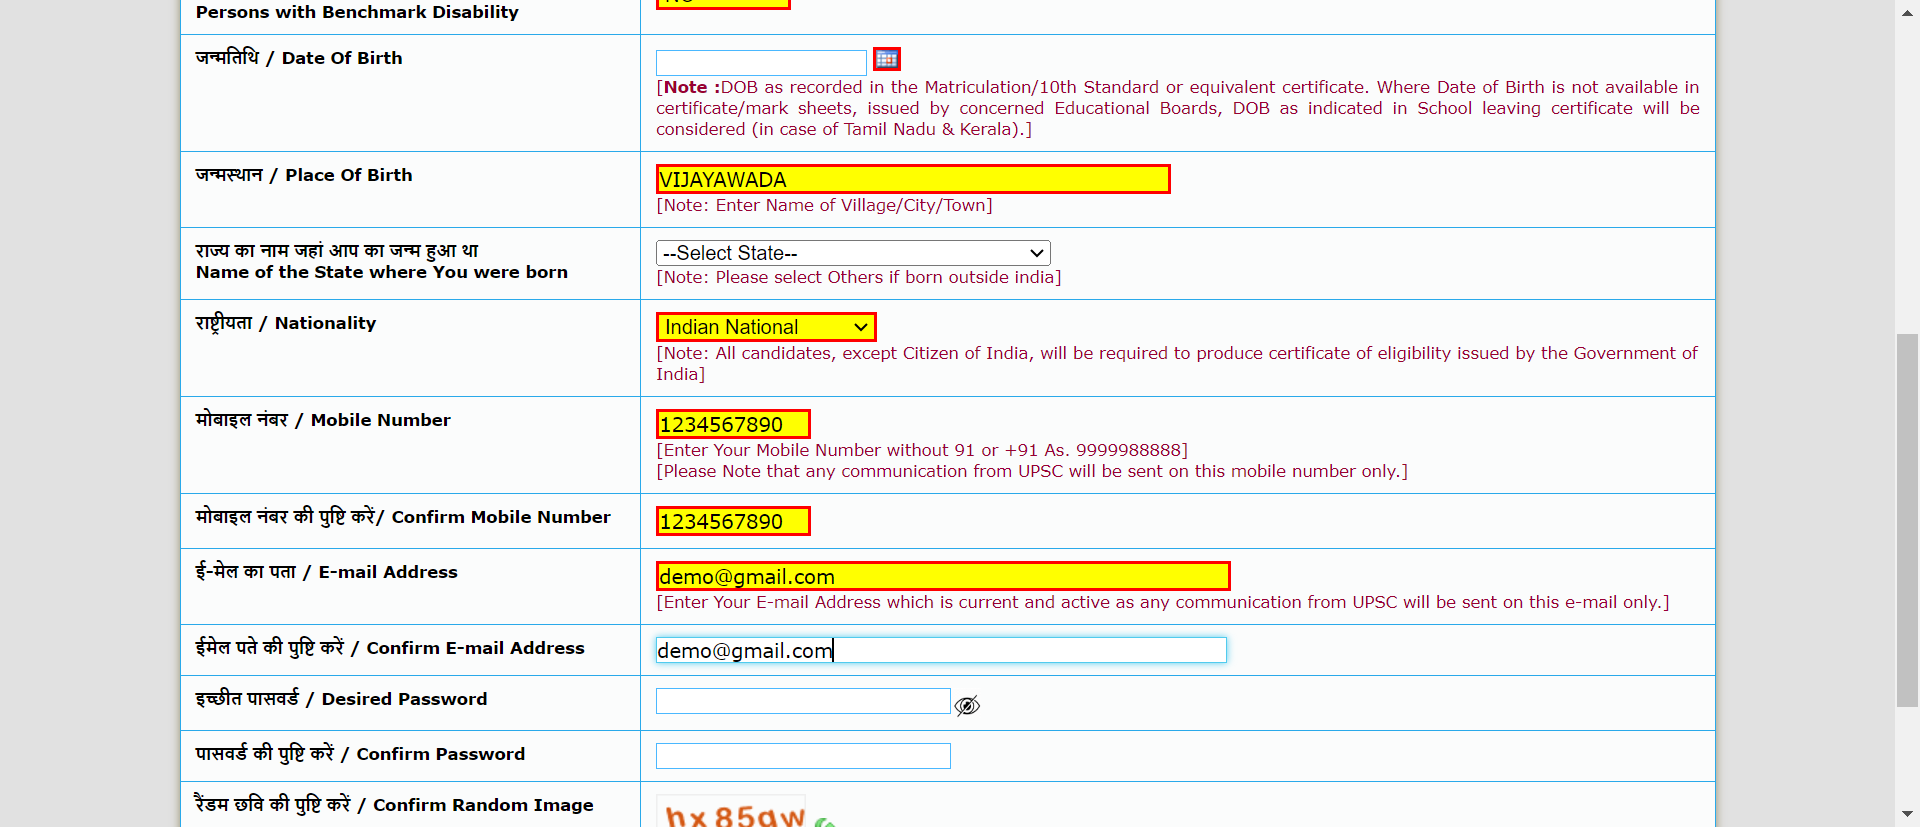 Persons with Benchmark Disability
जन्मतिथि / Date Of Birth
[Note :DOB as recorded in the Matriculation/10th Standard or equivalent certificate. Where Date of Birth is not available in
certificate/mark sheets, issued by concerned Educational Boards, DOB as indicated in School leaving certificate will be
considered (in case of Tamil Nadu & Kerala).]
जन्मस्थान / Place Of Birth
VIJAYAWADA
[Note: Enter Name of Village/City/Town]
राज्य का नाम जहां आप का जन्म हुआ था
Name of the State where You were born
--Select State--
[Note: Please select Others if born outside india]
राष्ट्रीयता / Nationality
Indian National
[Note: All candidates, except Citizen of India, will be required to produce certificate of eligibility issued by the Government of
India]
मोबाइल नंबर / Mobile Number
1234567890
[Enter Your Mobile Number without 91 or +91 As. 9999988888]
[Please Note that any communication from UPSC will be sent on this mobile number only.]
मोबाइल नंबर की पुष्टि करें/ Confirm Mobile Number
1234567890
ई-मेल का पता / E-mail Address
demo@gmail.com
[Enter Your E-mail Address which is current and active as any communication from UPSC will be sent on this e-mail only.]
ईमेल पते की पुष्टि करें / Confirm E-mail Address
demo@gmail.com
इच्छीत पासवर्ड / Desired Password
पासवर्ड की पुष्टि करें / Confirm Password
रैंडम छवि की पुष्टि करें / Confirm Random Image